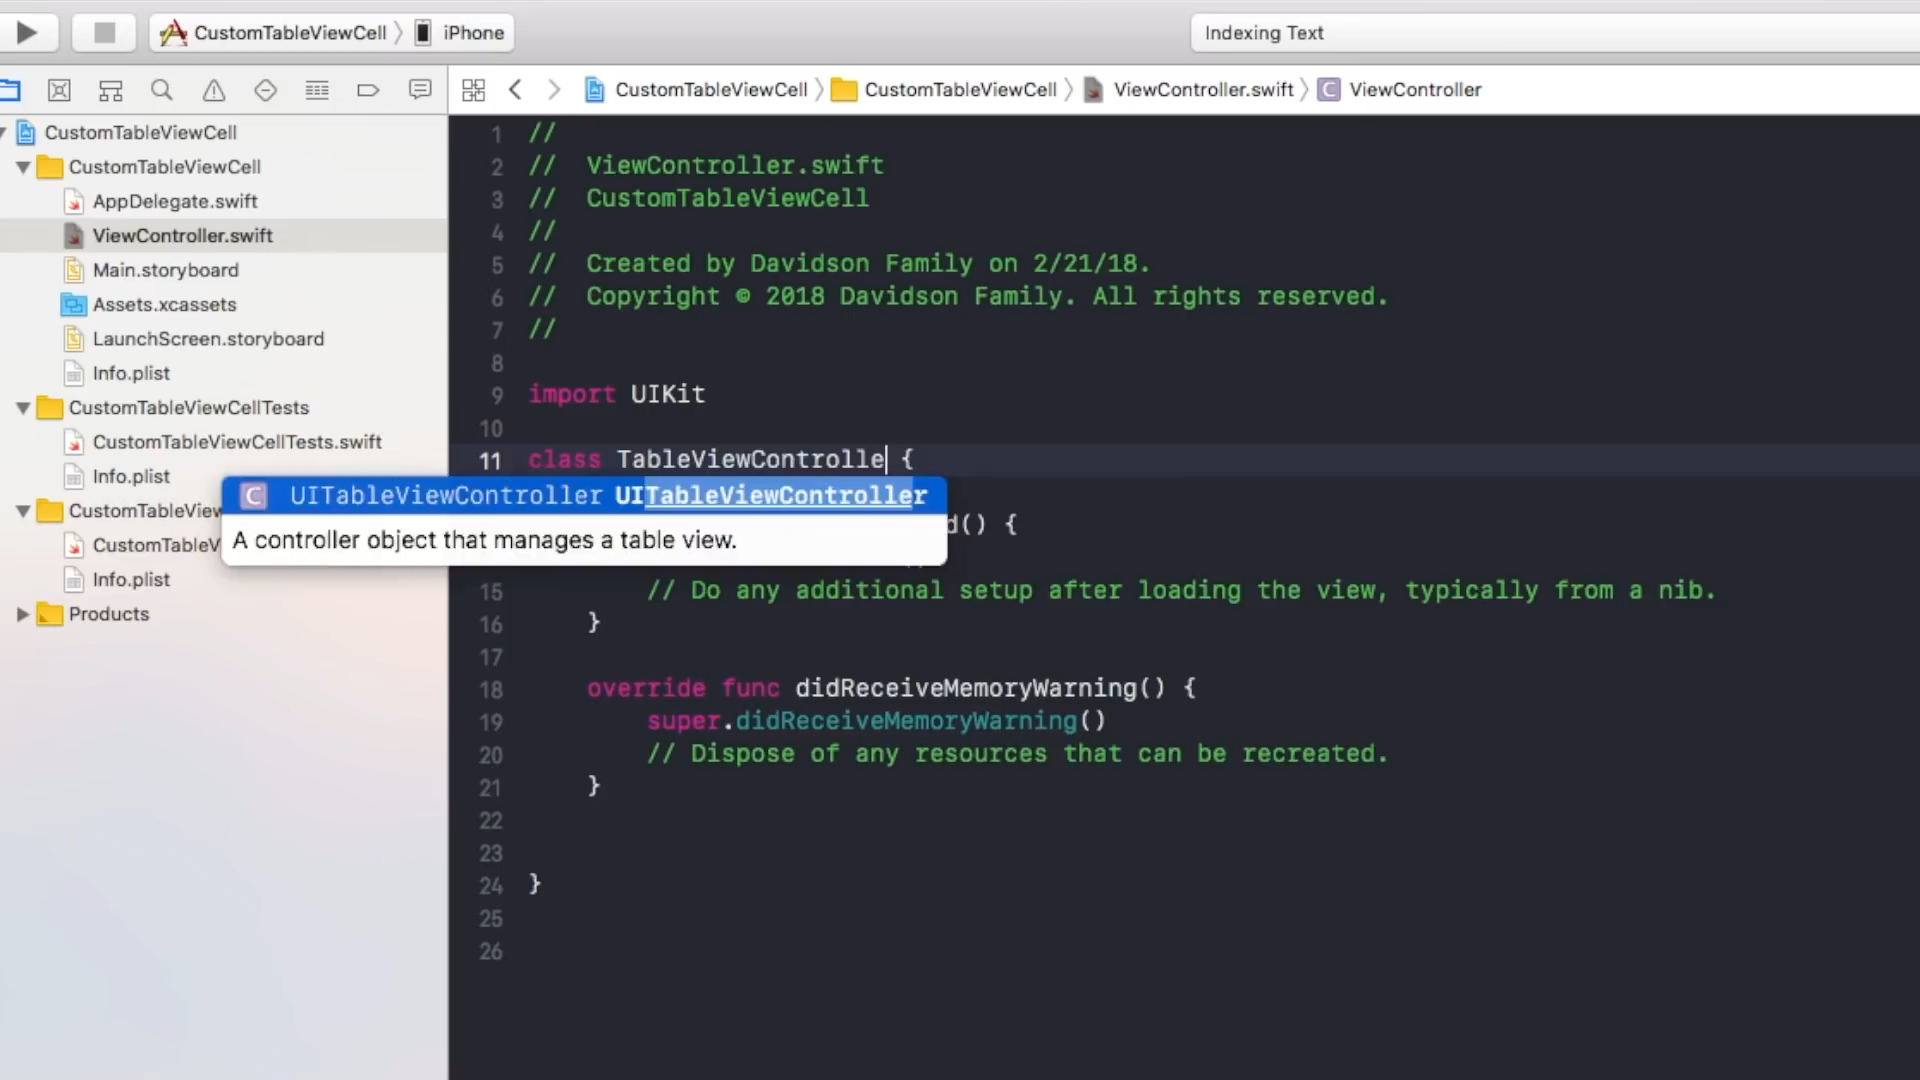 CustomTableViewCell 〉 iPhone
Indexing Text
CustomTableViewCell 〉 CustomTableViewCell 〉 ViewController.swift 〉 C ViewController
CustomTableViewCell
CustomTableViewCell
AppDelegate.swift
ViewController.swift
Main.storyboard
Assets.xcassets
LaunchScreen.storyboard
Info.plist
CustomTableViewCellTests
CustomTableViewCellTests.swift
Info.plist
CustomTableView
CustomTableV
Info.plist
Products
1 //
2 //  ViewController.swift
3 //  CustomTableViewCell
4 //
5 //  Created by Davidson Family on 2/21/18.
6 //  Copyright © 2018 Davidson Family. All rights reserved.
7 //
8
9 import UIKit
10
11 class TableViewControlle {
C UITableViewController UITableViewController
d() {
A controller object that manages a table view.
15 // Do any additional setup after loading the view, typically from a nib.
16 }
17
18 override func didReceiveMemoryWarning() {
19 super.didReceiveMemoryWarning()
20 // Dispose of any resources that can be recreated.
21 }
22
23
24 }
25
26